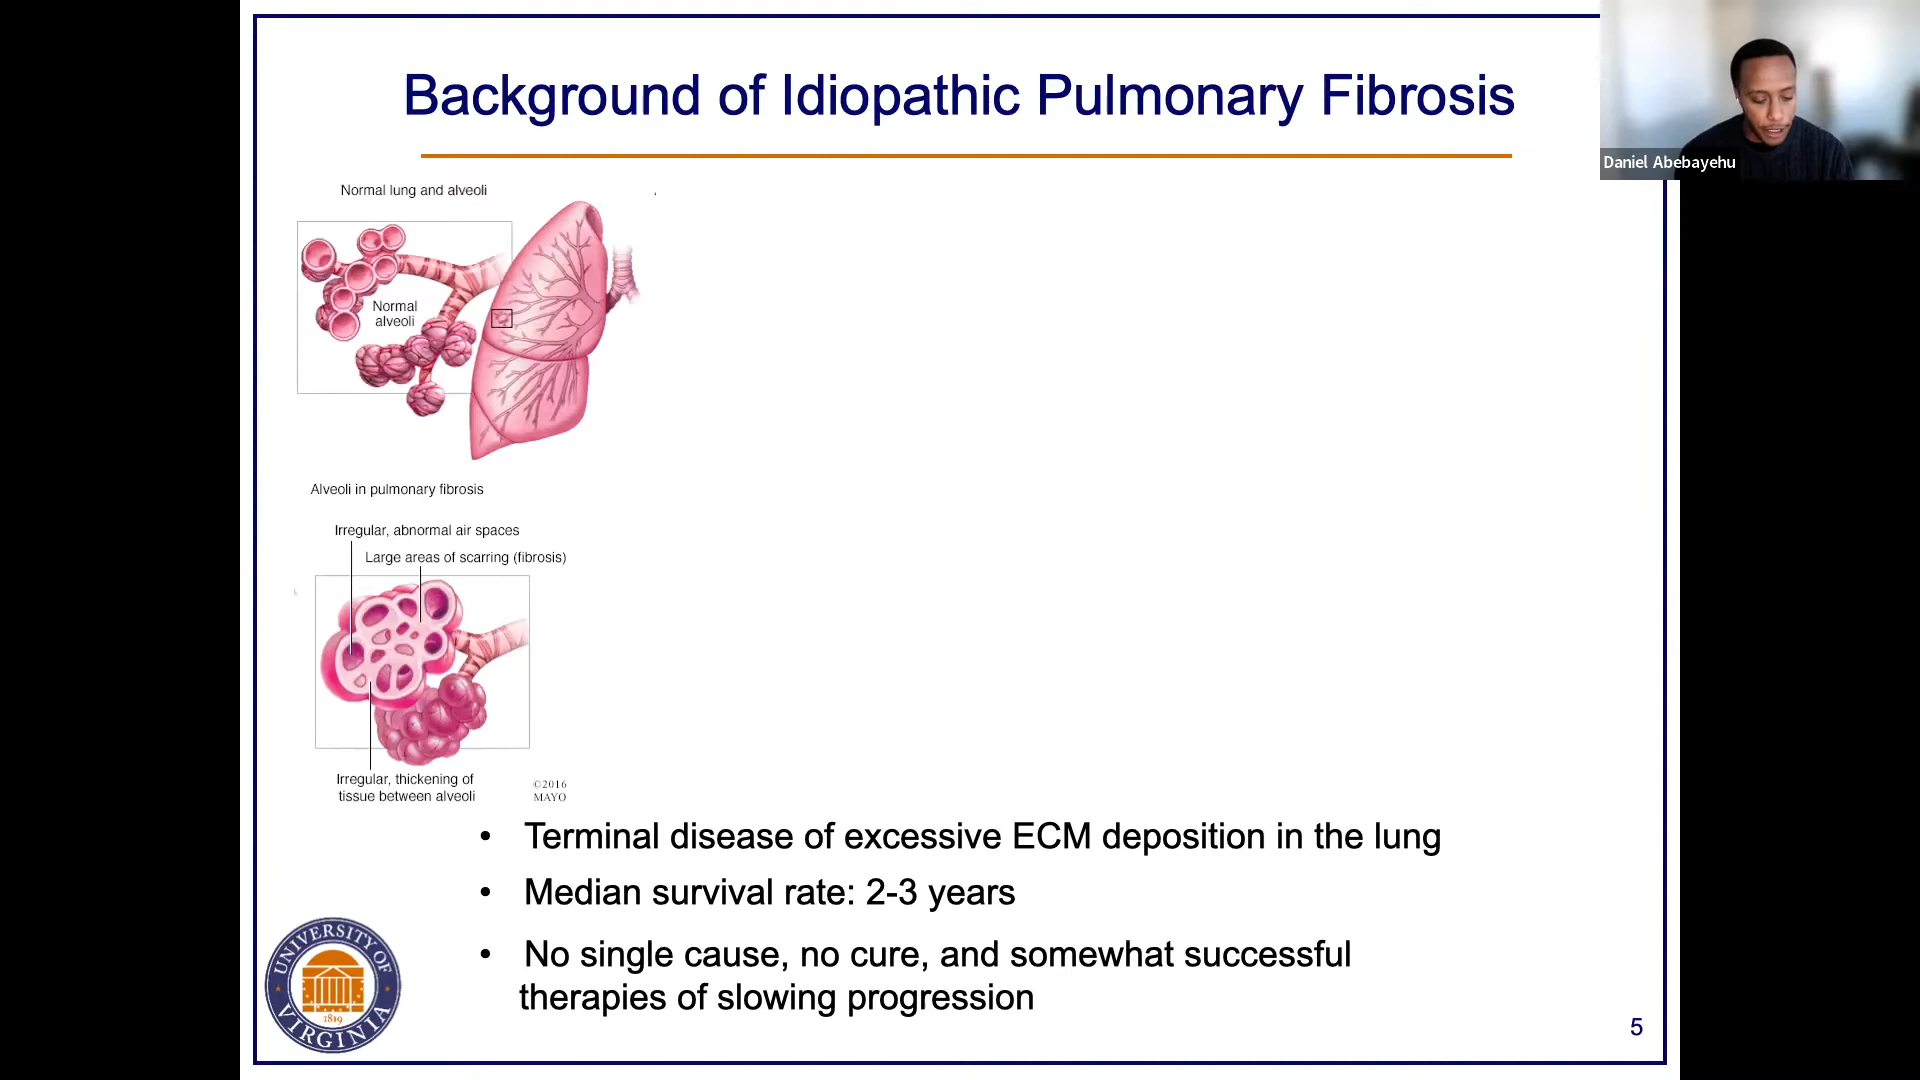 Background of Idiopathic Pulmonary Fibrosis
Daniel Abebayehu
Normal lung and alveoli
Normal
alveoli
Alveoli in pulmonary fibrosis
Irregular, abnormal air spaces
Large areas of scarring (fibrosis)
Irregular, thickening of
tissue between alveoli
©2016
MAYO
• Terminal disease of excessive ECM deposition in the lung
• Median survival rate: 2-3 years
• No single cause, no cure, and somewhat successful
therapies of slowing progression
UNIVERSITY OF
VIRGINIA
1819
5